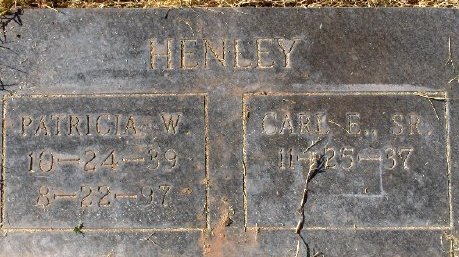 HENLEY
PATRICIA W.
10-24-39
8-22-97
CARL E., SR.
11-25-37